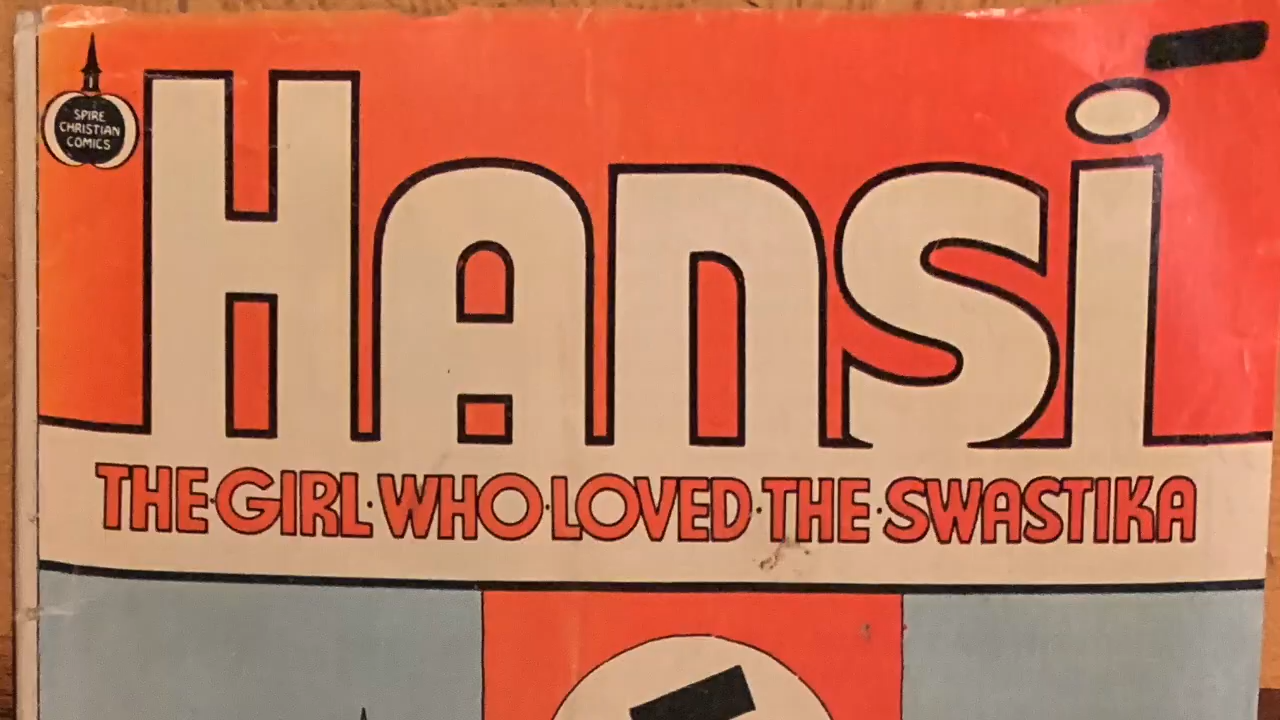 SPIRE
CHRISTIAN
COMICS
HANSi
THE·GIRL·WHO·LOVED·THE·SWASTIKA